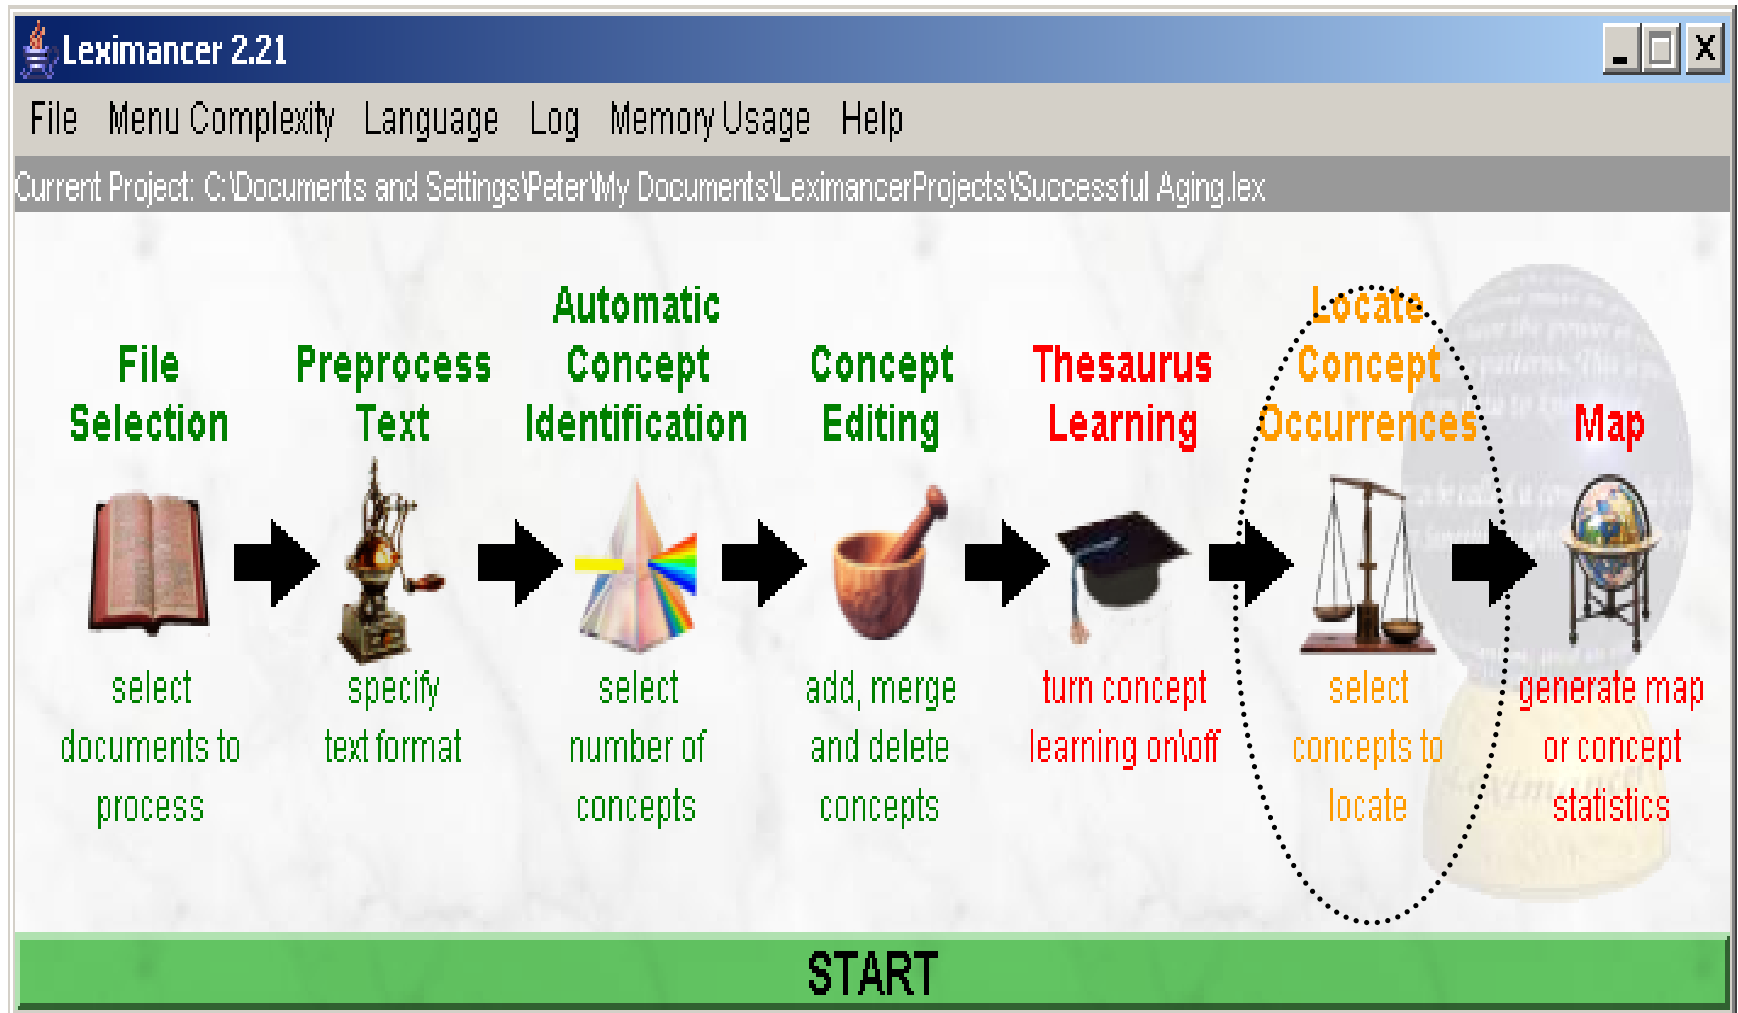 Leximancer 2.21
File Menu Complexity Language Log Memory Usage Help
Current Project: C:\Documents and Settings\Peter\My Documents\LeximancerProjects\Successful Aging.lex
File
Selection
Preprocess
Text
Automatic
Concept
Identification
Concept
Editing
Thesaurus
Learning
Locate
Concept
Occurrences
Map
select
documents to
process
specify
text format
select
number of
concepts
add, merge
and delete
concepts
turn concept
learning on\off
select
concepts to
locate
generate map
or concept
statistics
START